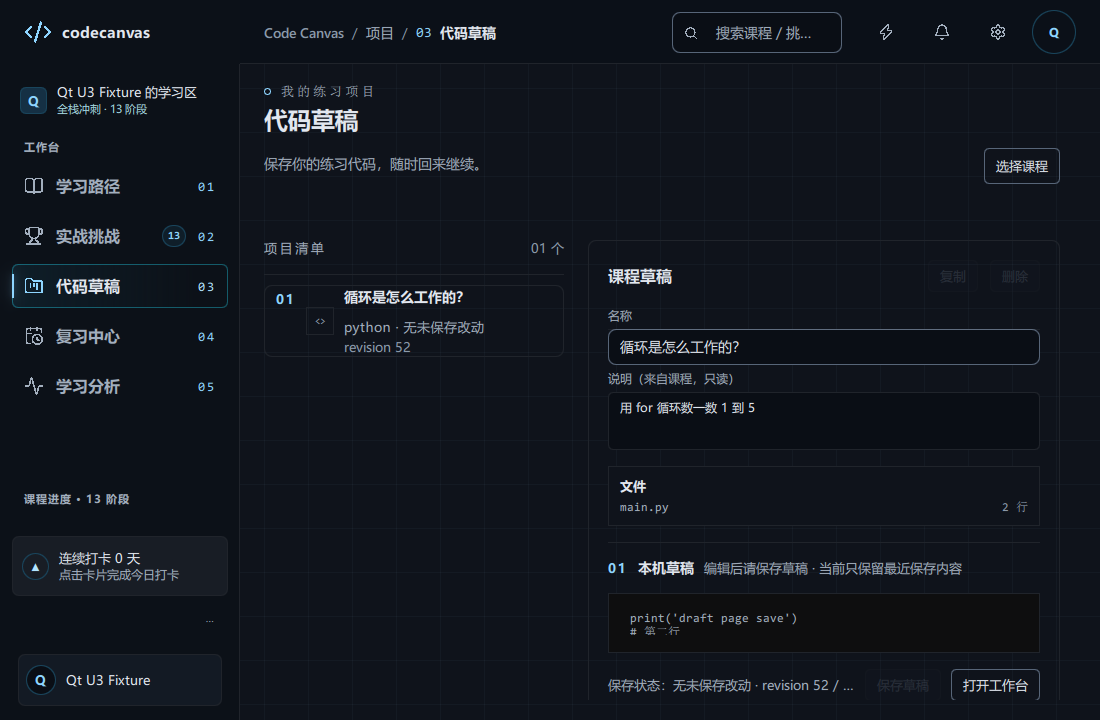 </> codecanvas
Code Canvas / 项目 / 03 代码草稿
搜索课程 / 挑…
Q
Q
Qt U3 Fixture 的学习区
全栈冲刺 · 13 阶段
工作台
学习路径 01
实战挑战 13 02
代码草稿 03
复习中心 04
学习分析 05
课程进度 • 13 阶段
▲
连续打卡 0 天
点击卡片完成今日打卡
...
Q
Qt U3 Fixture
我的练习项目
代码草稿
保存你的练习代码，随时回来继续。
选择课程
项目清单 01 个
01
循环是怎么工作的？
<>
python · 无未保存改动
revision 52
课程草稿
复制
删除
名称
循环是怎么工作的？
说明（来自课程，只读）
用 for 循环数一数 1 到 5
文件
main.py 2 行
01 本机草稿 编辑后请保存草稿 · 当前只保留最近保存内容
print('draft page save')
# 第二行
保存状态：无未保存改动 · revision 52 / …
保存草稿
打开工作台